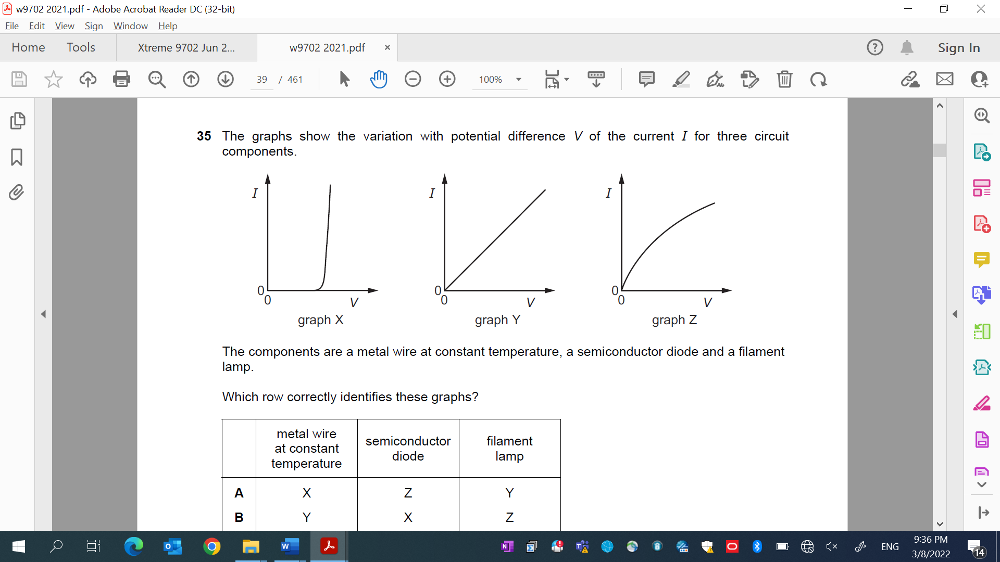 w9702 2021.pdf - Adobe Acrobat Reader DC (32-bit)
File Edit View Sign Window Help
Home Tools Xtreme 9702 Jun 2... w9702 2021.pdf × Sign In
39 / 461 100%
35 The graphs show the variation with potential difference V of the current I for three circuit
components.
I I I
0 0 0
0 V 0 V 0 V
graph X graph Y graph Z
The components are a metal wire at constant temperature, a semiconductor diode and a filament
lamp.
Which row correctly identifies these graphs?
metal wire
at constant
temperature
semiconductor
diode
filament
lamp
A X Z Y
B Y X Z
ENG 9:36 PM
3/8/2022
14